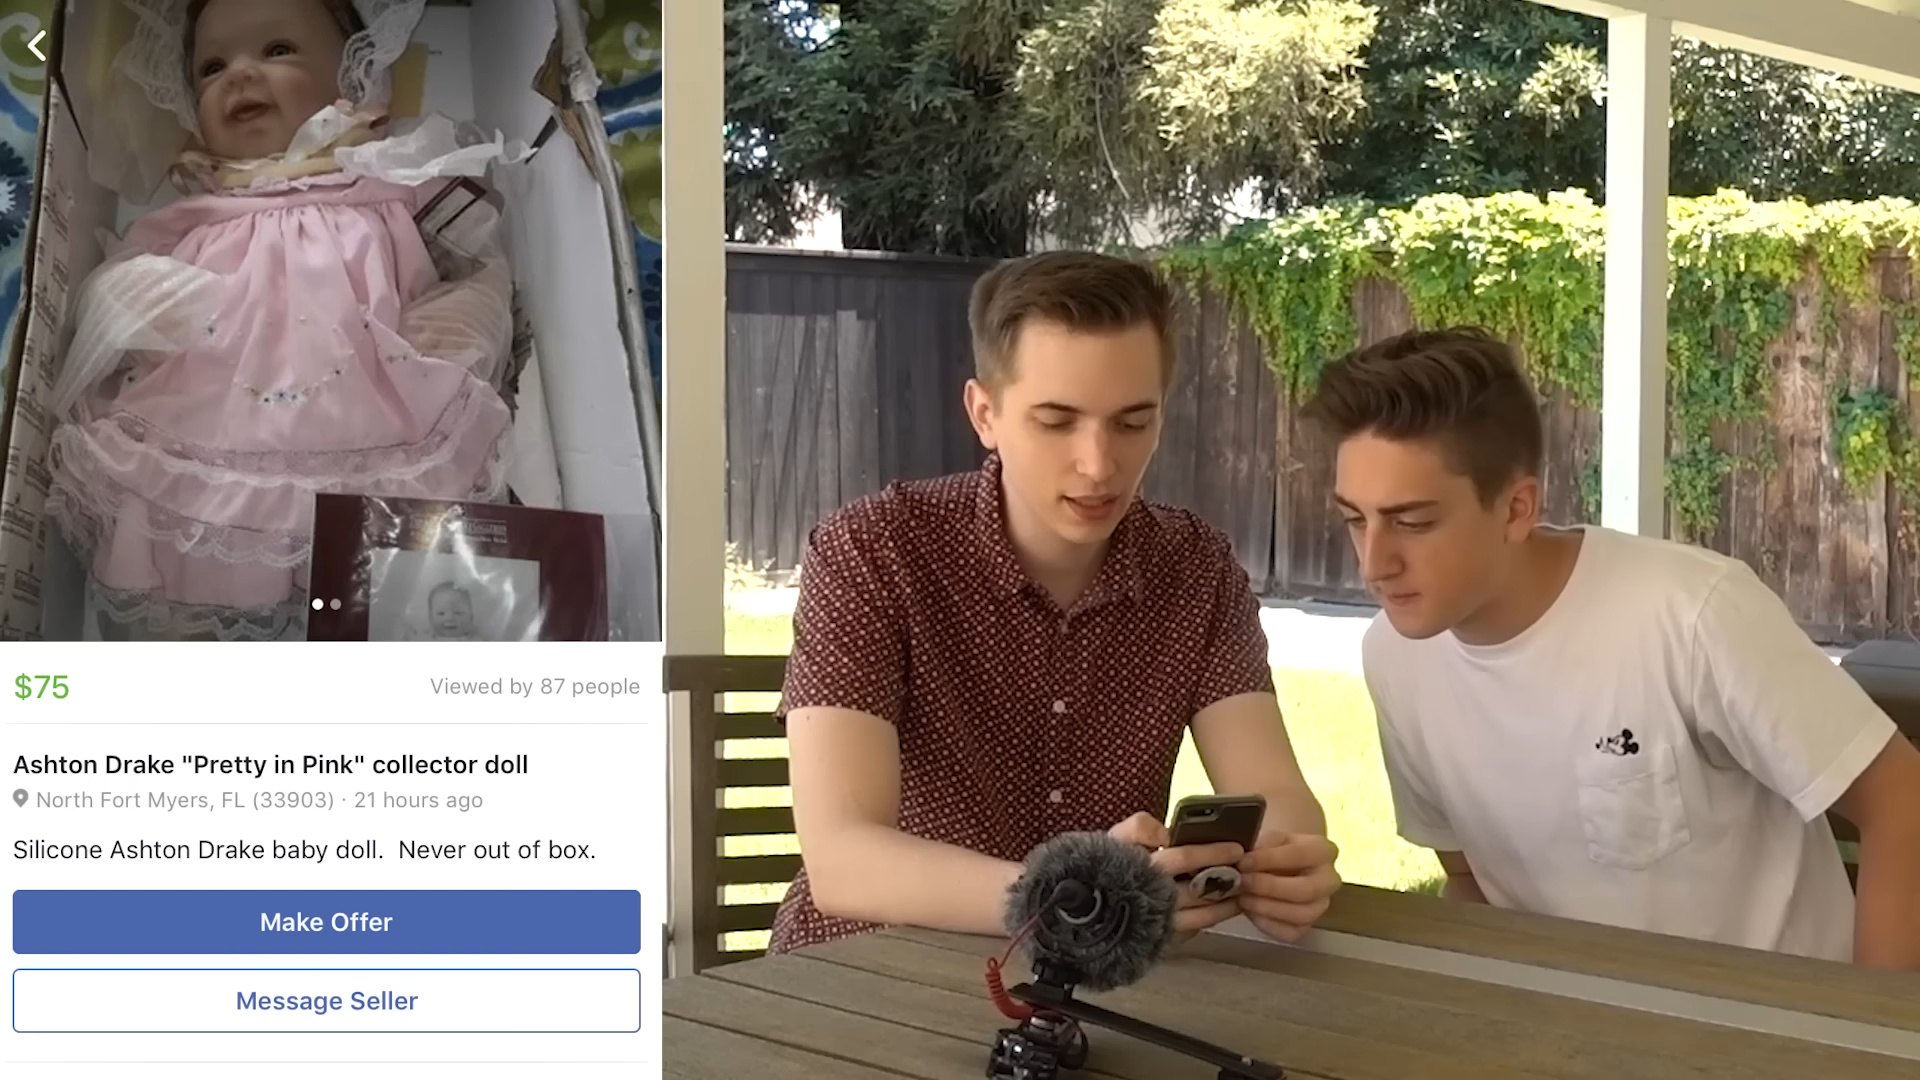 $75
Viewed by 87 people
Ashton Drake "Pretty in Pink" collector doll
North Fort Myers, FL (33903) · 21 hours ago
Silicone Ashton Drake baby doll. Never out of box.
Make Offer
Message Seller